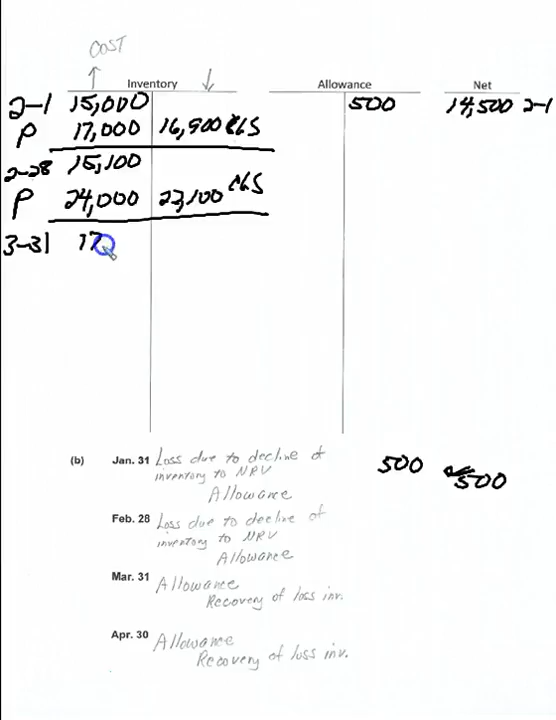 COST
Inventory Allowance Net
2-1 15,000 500 14,500 2-1
P 17,000 16,900 CGS
2-28 15,100
P 24,000 23,100 CGS
3-31 17
(b) Jan. 31 Loss due to decline of 500
inventory to NRV 500
Allowance
Feb. 28 Loss due to decline of
inventory to NRV
Allowance
Mar. 31 Allowance
Recovery of loss inv.
Apr. 30 Allowance
Recovery of loss inv.